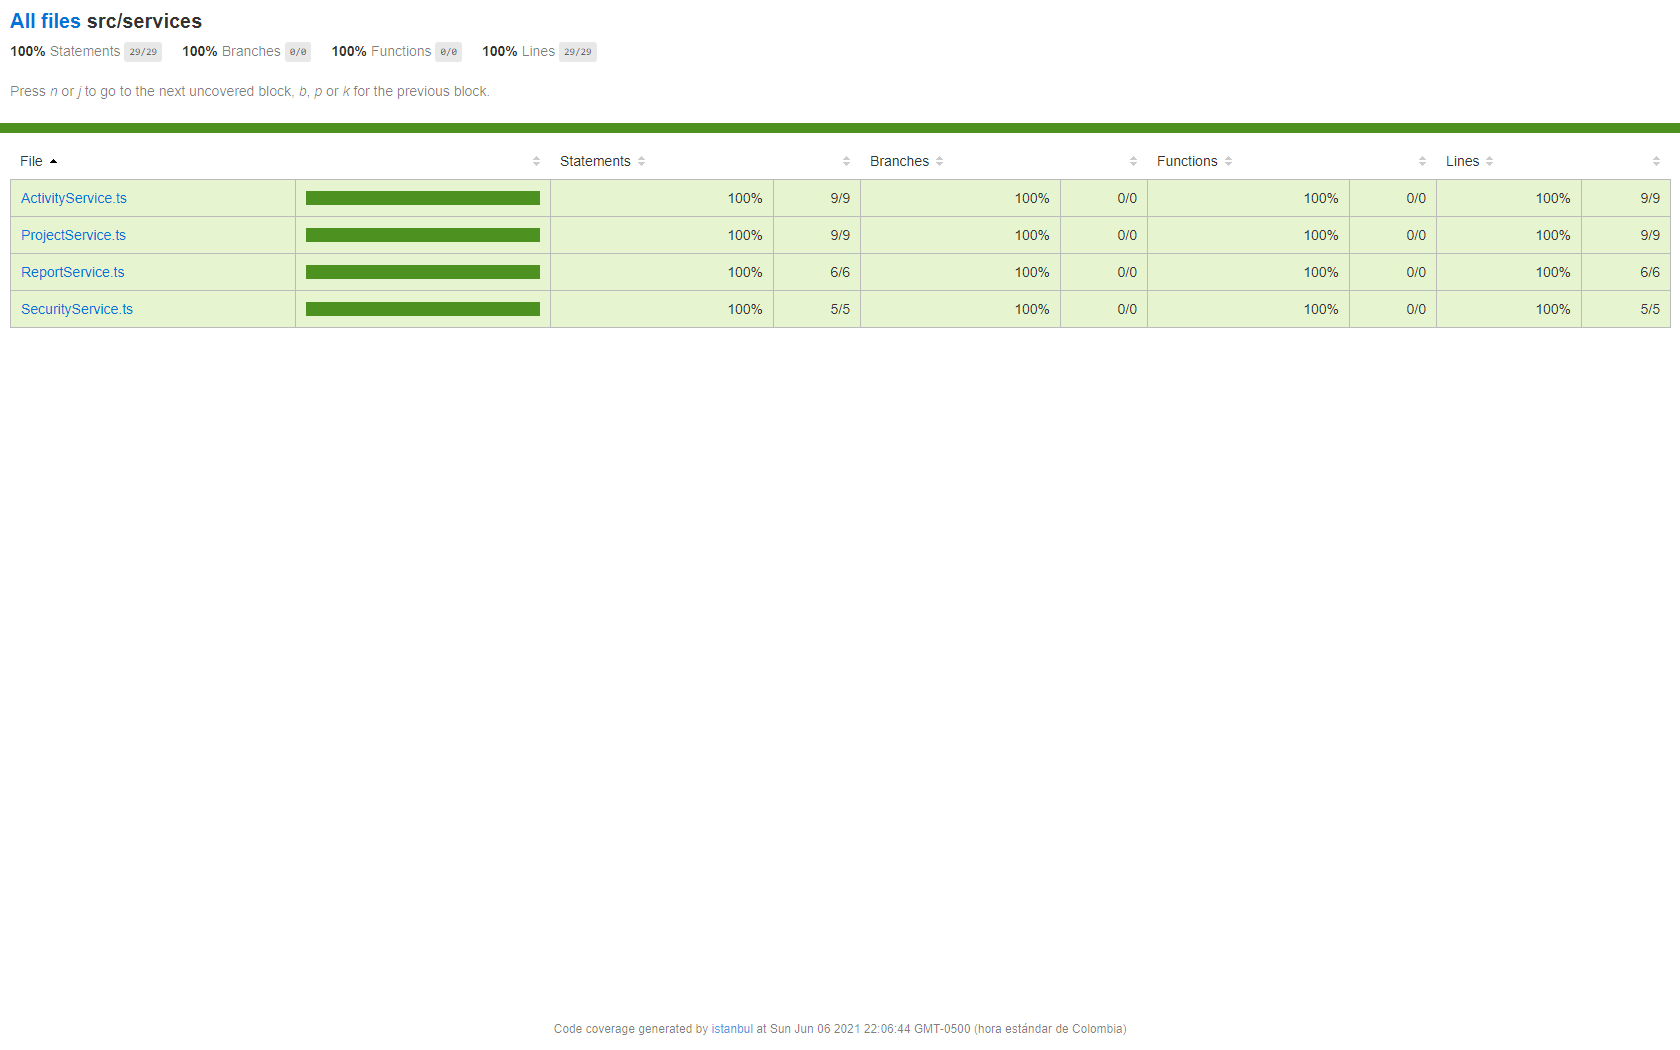 All files src/services
100% Statements 29/29 100% Branches 0/0 100% Functions 0/0 100% Lines 29/29
Press n or j to go to the next uncovered block, b, p or k for the previous block.
File Statements Branches Functions Lines
ActivityService.ts 100% 9/9 100% 0/0 100% 0/0 100% 9/9
ProjectService.ts 100% 9/9 100% 0/0 100% 0/0 100% 9/9
ReportService.ts 100% 6/6 100% 0/0 100% 0/0 100% 6/6
SecurityService.ts 100% 5/5 100% 0/0 100% 0/0 100% 5/5
Code coverage generated by istanbul at Sun Jun 06 2021 22:06:44 GMT-0500 (hora estándar de Colombia)